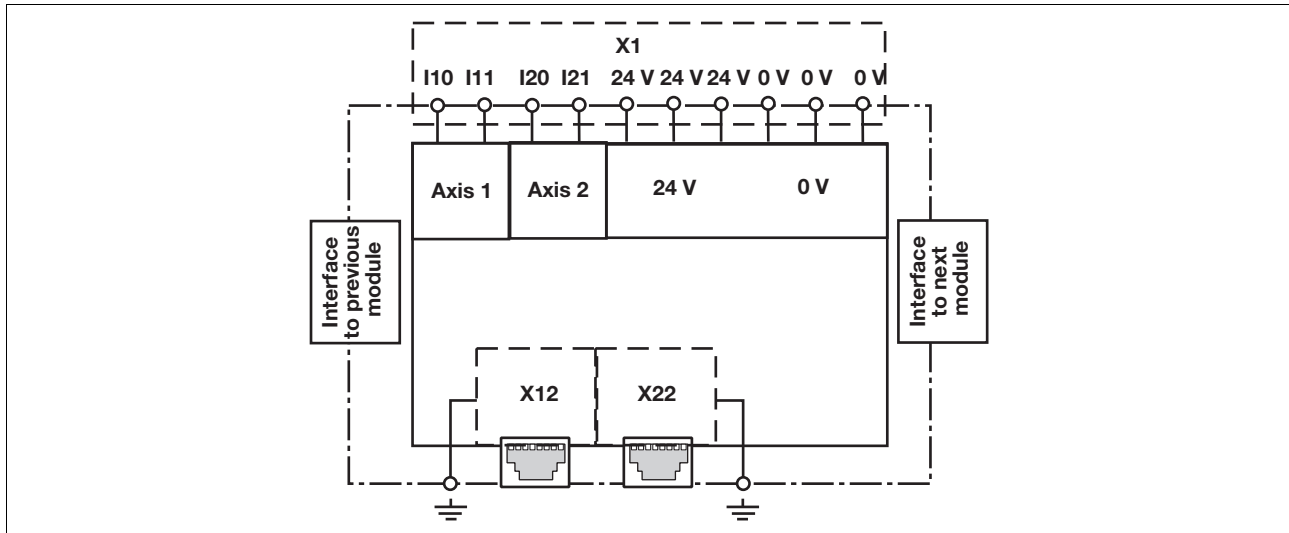 X1
I10 I11 I20 I21 24 V 24 V 24 V 0 V 0 V 0 V
Axis 1 Axis 2 24 V 0 V
Interface
to previous
module
Interface
to next
module
X12 X22